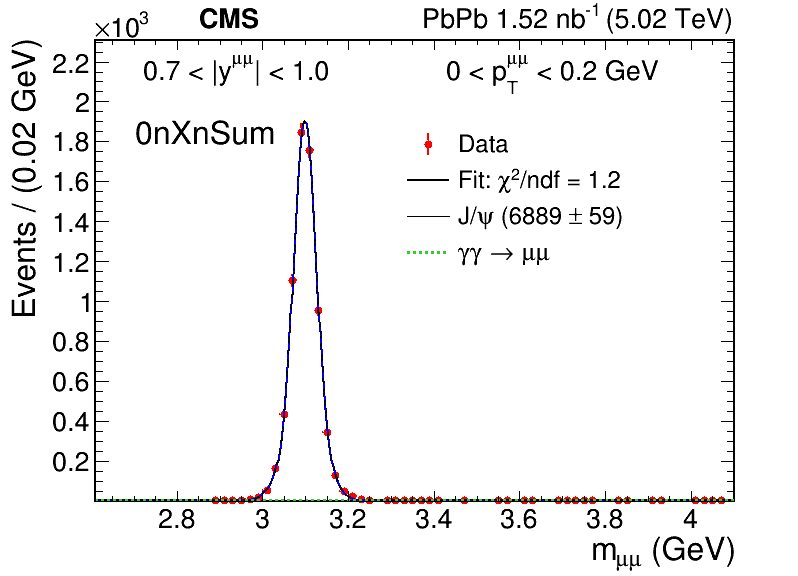 ×10³
CMS
PbPb 1.52 nb⁻¹ (5.02 TeV)
0.7 < |y^μμ| < 1.0
0 < p_T^μμ < 0.2 GeV
0nXnSum
Data
Fit: χ²/ndf = 1.2
J/ψ (6889 ± 59)
γγ → μμ
Events / (0.02 GeV)
2.2
2
1.8
1.6
1.4
1.2
1
0.8
0.6
0.4
0.2
2.8 3 3.2 3.4 3.6 3.8 4
m_μμ (GeV)